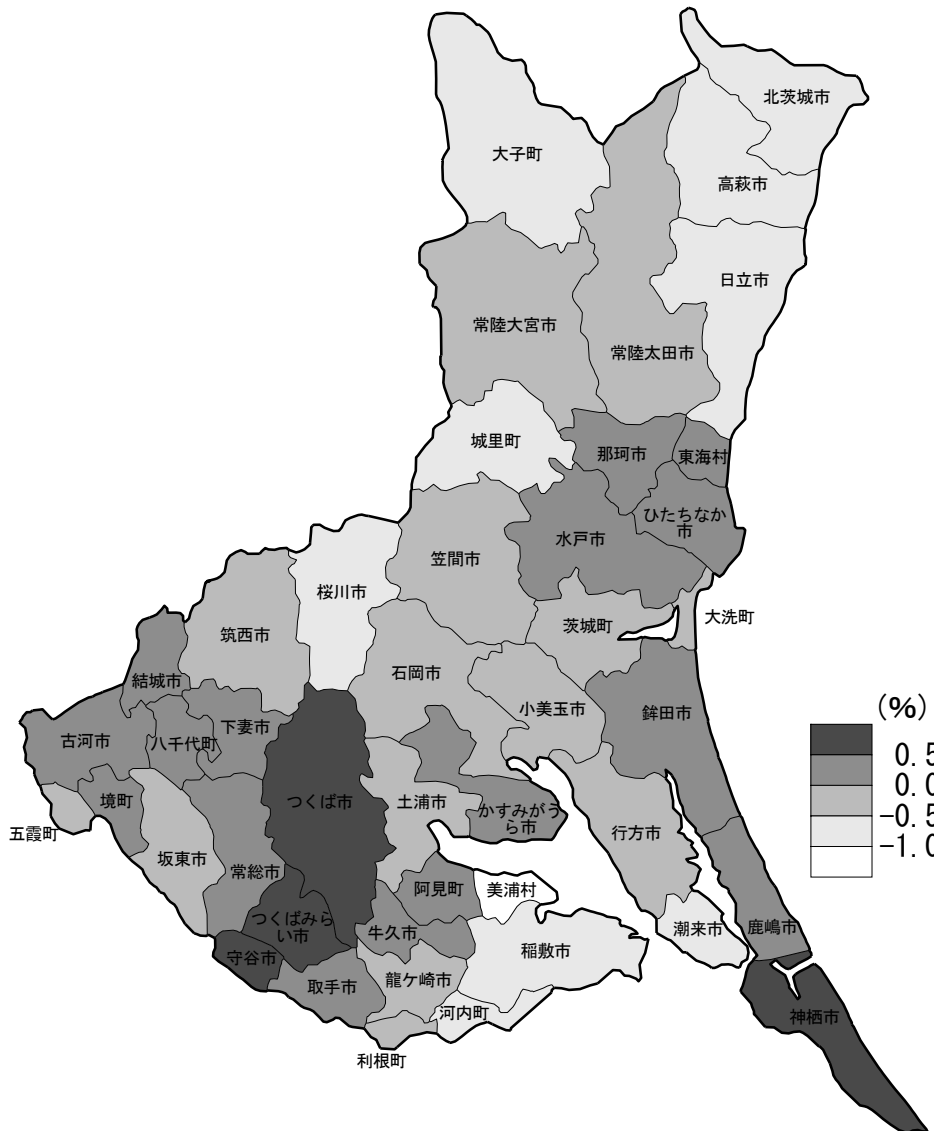 北茨城市
大子町
高萩市
日立市
常陸大宮市
常陸太田市
城里町
那珂市
東海村
ひたちなか
市
水戸市
笠間市
桜川市
茨城町
大洗町
筑西市
石岡市
結城市
小美玉市
鉾田市
下妻市
古河市
八千代町
(%)
0.5
0.0
-0.5
-1.0
境町
つくば市
土浦市
かすみがう
ら市
五霞町
行方市
坂東市
常総市
阿見町
美浦村
つくばみら
い市
牛久市
潮来市
鹿嶋市
稲敷市
守谷市
取手市
龍ケ崎市
河内町
神栖市
利根町